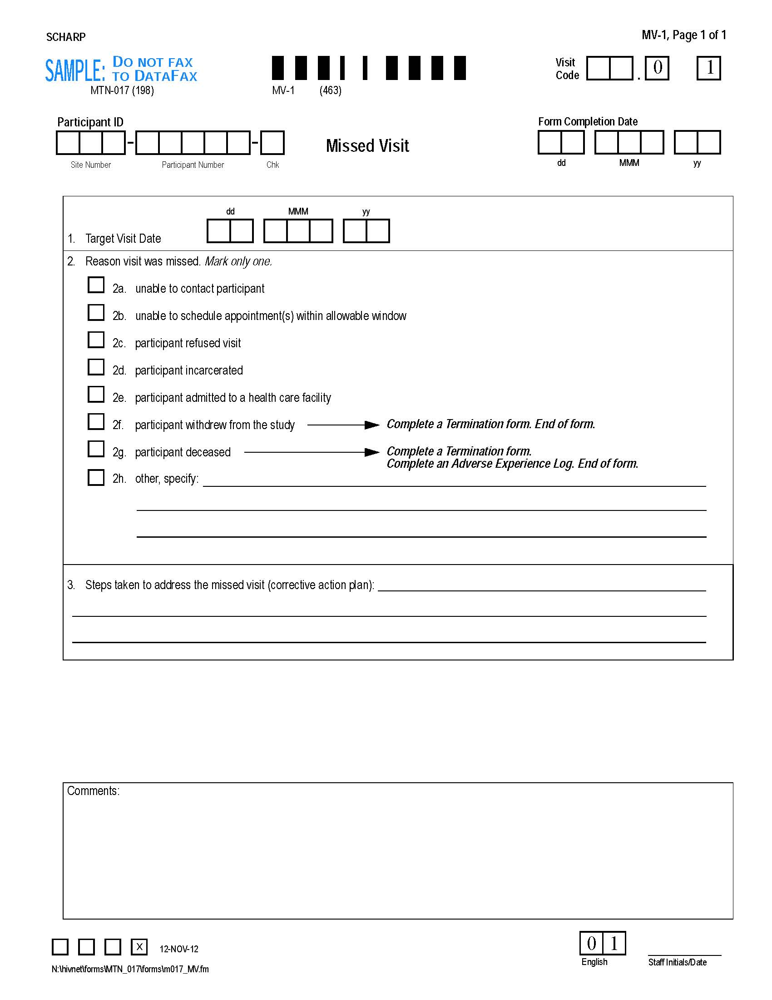 SCHARP
MV-1, Page 1 of 1
SAMPLE: DO NOT FAX
TO DATAFAX
MTN-017 (198)
MV-1 (463)
Visit
Code
. 0 1
Participant ID
Site Number Participant Number Chk
Missed Visit
Form Completion Date
dd MMM yy
dd MMM yy
1. Target Visit Date
2. Reason visit was missed. Mark only one.
2a. unable to contact participant
2b. unable to schedule appointment(s) within allowable window
2c. participant refused visit
2d. participant incarcerated
2e. participant admitted to a health care facility
2f. participant withdrew from the study Complete a Termination form. End of form.
2g. participant deceased Complete a Termination form.
Complete an Adverse Experience Log. End of form.
2h. other, specify:
3. Steps taken to address the missed visit (corrective action plan):
Comments:
X 12-NOV-12
N:\hivnet\forms\MTN_017\forms\m017_MV.fm
0 1
English
Staff Initials/Date